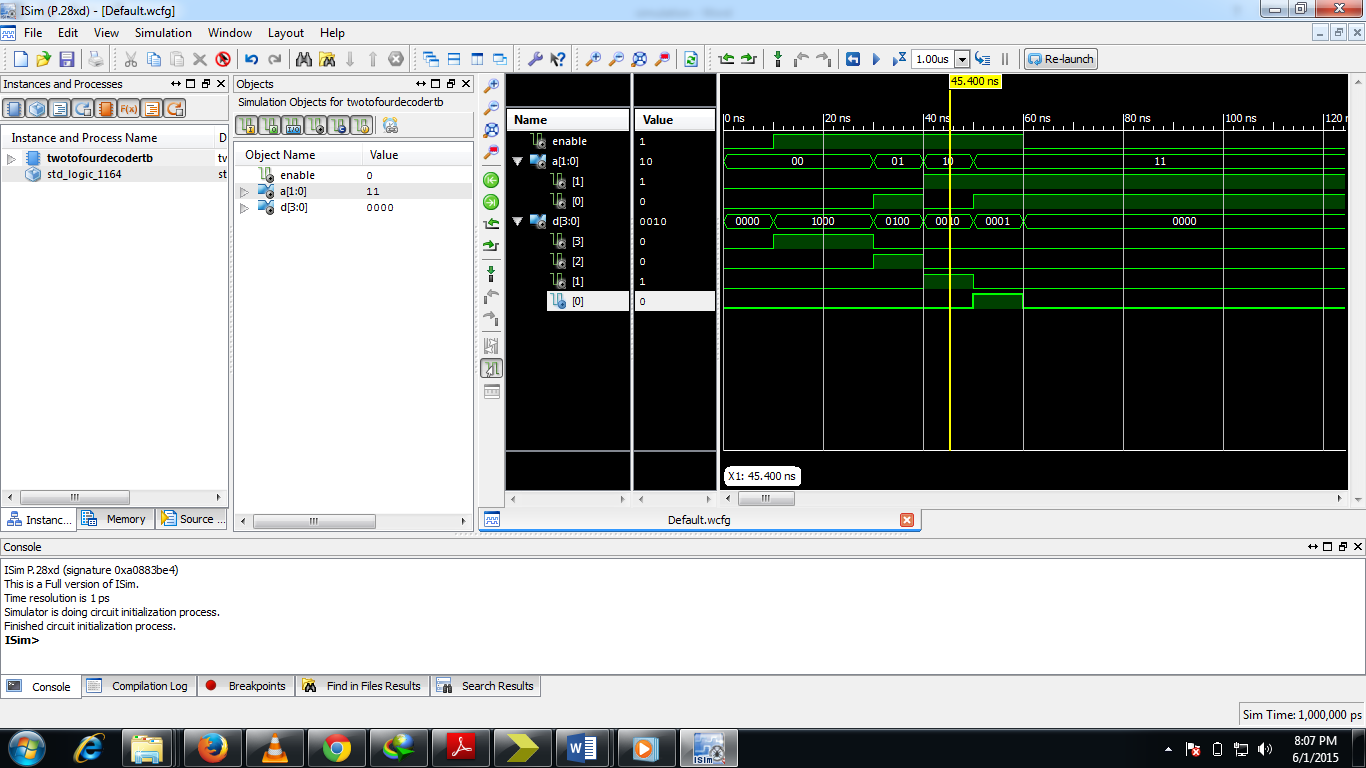 ISim (P.28xd) - [Default.wcfg]
File Edit View Simulation Window Layout Help
1.00us Re-launch
Instances and Processes
Instance and Process Name D
twotofourdecodertb tv
std_logic_1164 st
Instanc... Memory Source ...
Objects
Simulation Objects for twotofourdecodertb
Object Name Value
enable 0
a[1:0] 11
d[3:0] 0000
Name Value
enable 1
a[1:0] 10
[1] 1
[0] 0
d[3:0] 0010
[3] 0
[2] 0
[1] 1
[0] 0
45.400 ns
0 ns 20 ns 40 ns 60 ns 80 ns 100 ns 120 n
00 01 10 11
0000 1000 0100 0010 0001 0000
X1: 45.400 ns
Default.wcfg
Console
ISim P.28xd (signature 0xa0883be4)
This is a Full version of ISim.
Time resolution is 1 ps
Simulator is doing circuit initialization process.
Finished circuit initialization process.
ISim>
Console Compilation Log Breakpoints Find in Files Results Search Results
Sim Time: 1,000,000 ps
ISim
8:07 PM
6/1/2015